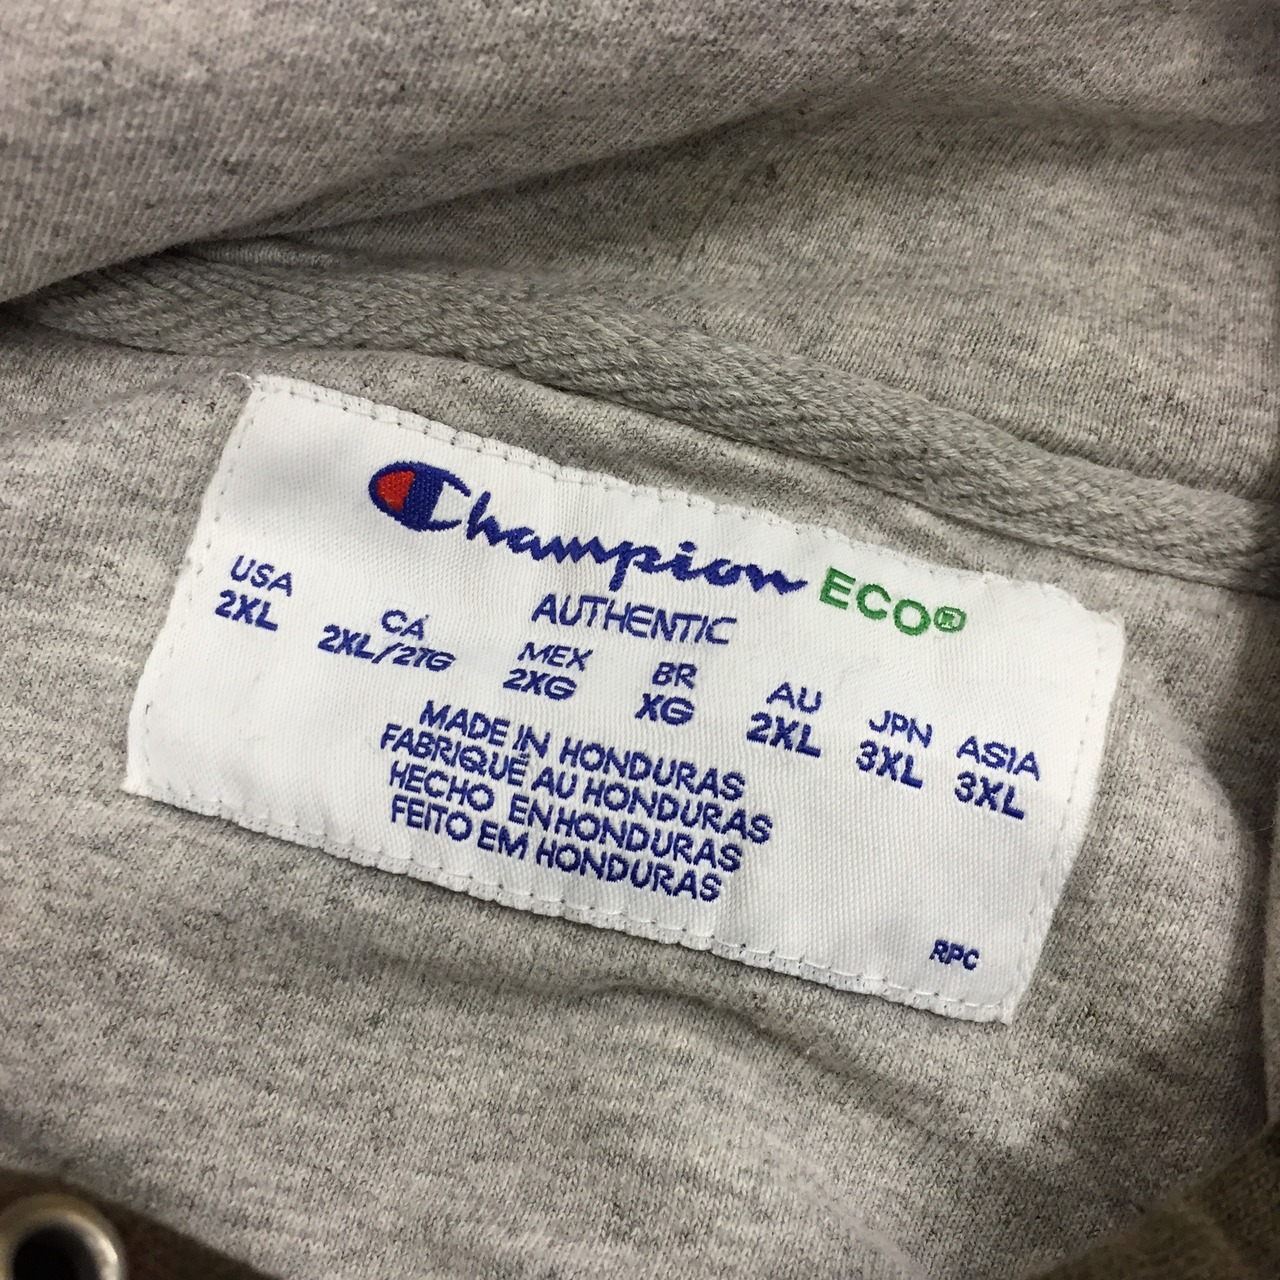 Champion ECO®
AUTHENTIC
USA CA MEX BR AU JPN ASIA
2XL 2XL/2TG 2XG XG 2XL 3XL 3XL
MADE IN HONDURAS
FABRIQUÉ AU HONDURAS
HECHO EN HONDURAS
FEITO EM HONDURAS
RPC